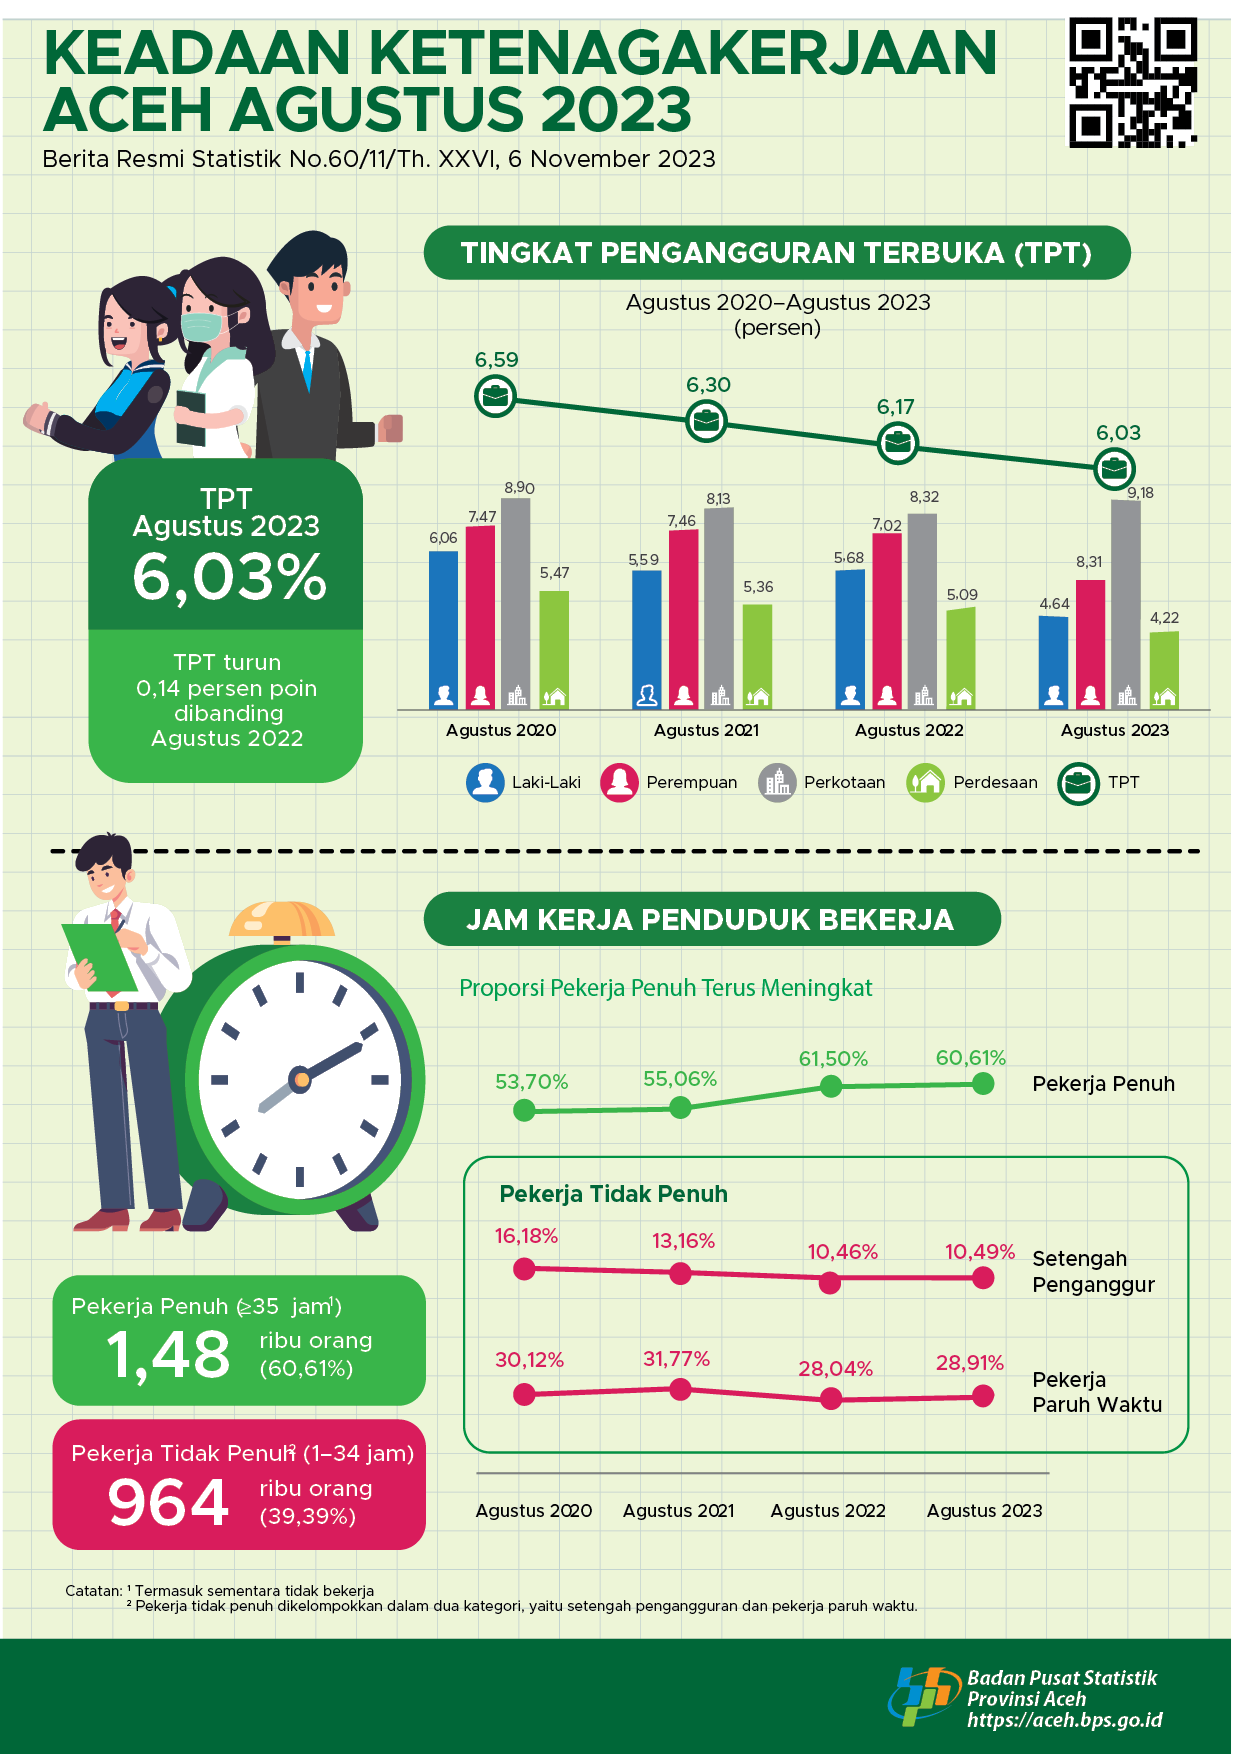 KEADAAN KETENAGAKERJAAN
ACEH AGUSTUS 2023
Berita Resmi Statistik No.60/11/Th. XXVI, 6 November 2023
TINGKAT PENGANGGURAN TERBUKA (TPT)
Agustus 2020–Agustus 2023
(persen)
6,59
6,30
6,17
6,03
TPT
Agustus 2023
6,03%
TPT turun
0,14 persen poin
dibanding
Agustus 2022
6,06
7,47
8,90
5,47
5,59
7,46
8,13
5,36
5,68
7,02
8,32
5,09
4,64
8,31
9,18
4,22
Agustus 2020
Agustus 2021
Agustus 2022
Agustus 2023
Laki-Laki
Perempuan
Perkotaan
Perdesaan
TPT
JAM KERJA PENDUDUK BEKERJA
Proporsi Pekerja Penuh Terus Meningkat
53,70%
55,06%
61,50%
60,61%
Pekerja Penuh
Pekerja Tidak Penuh
16,18%
13,16%
10,46%
10,49%
Setengah
Penganggur
30,12%
31,77%
28,04%
28,91%
Pekerja
Paruh Waktu
Agustus 2020
Agustus 2021
Agustus 2022
Agustus 2023
Pekerja Penuh (≥35 jam¹)
1,48 ribu orang
(60,61%)
Pekerja Tidak Penuh² (1–34 jam)
964 ribu orang
(39,39%)
Catatan: ¹ Termasuk sementara tidak bekerja
² Pekerja tidak penuh dikelompokkan dalam dua kategori, yaitu setengah pengangguran dan pekerja paruh waktu.
Badan Pusat Statistik
Provinsi Aceh
https://aceh.bps.go.id